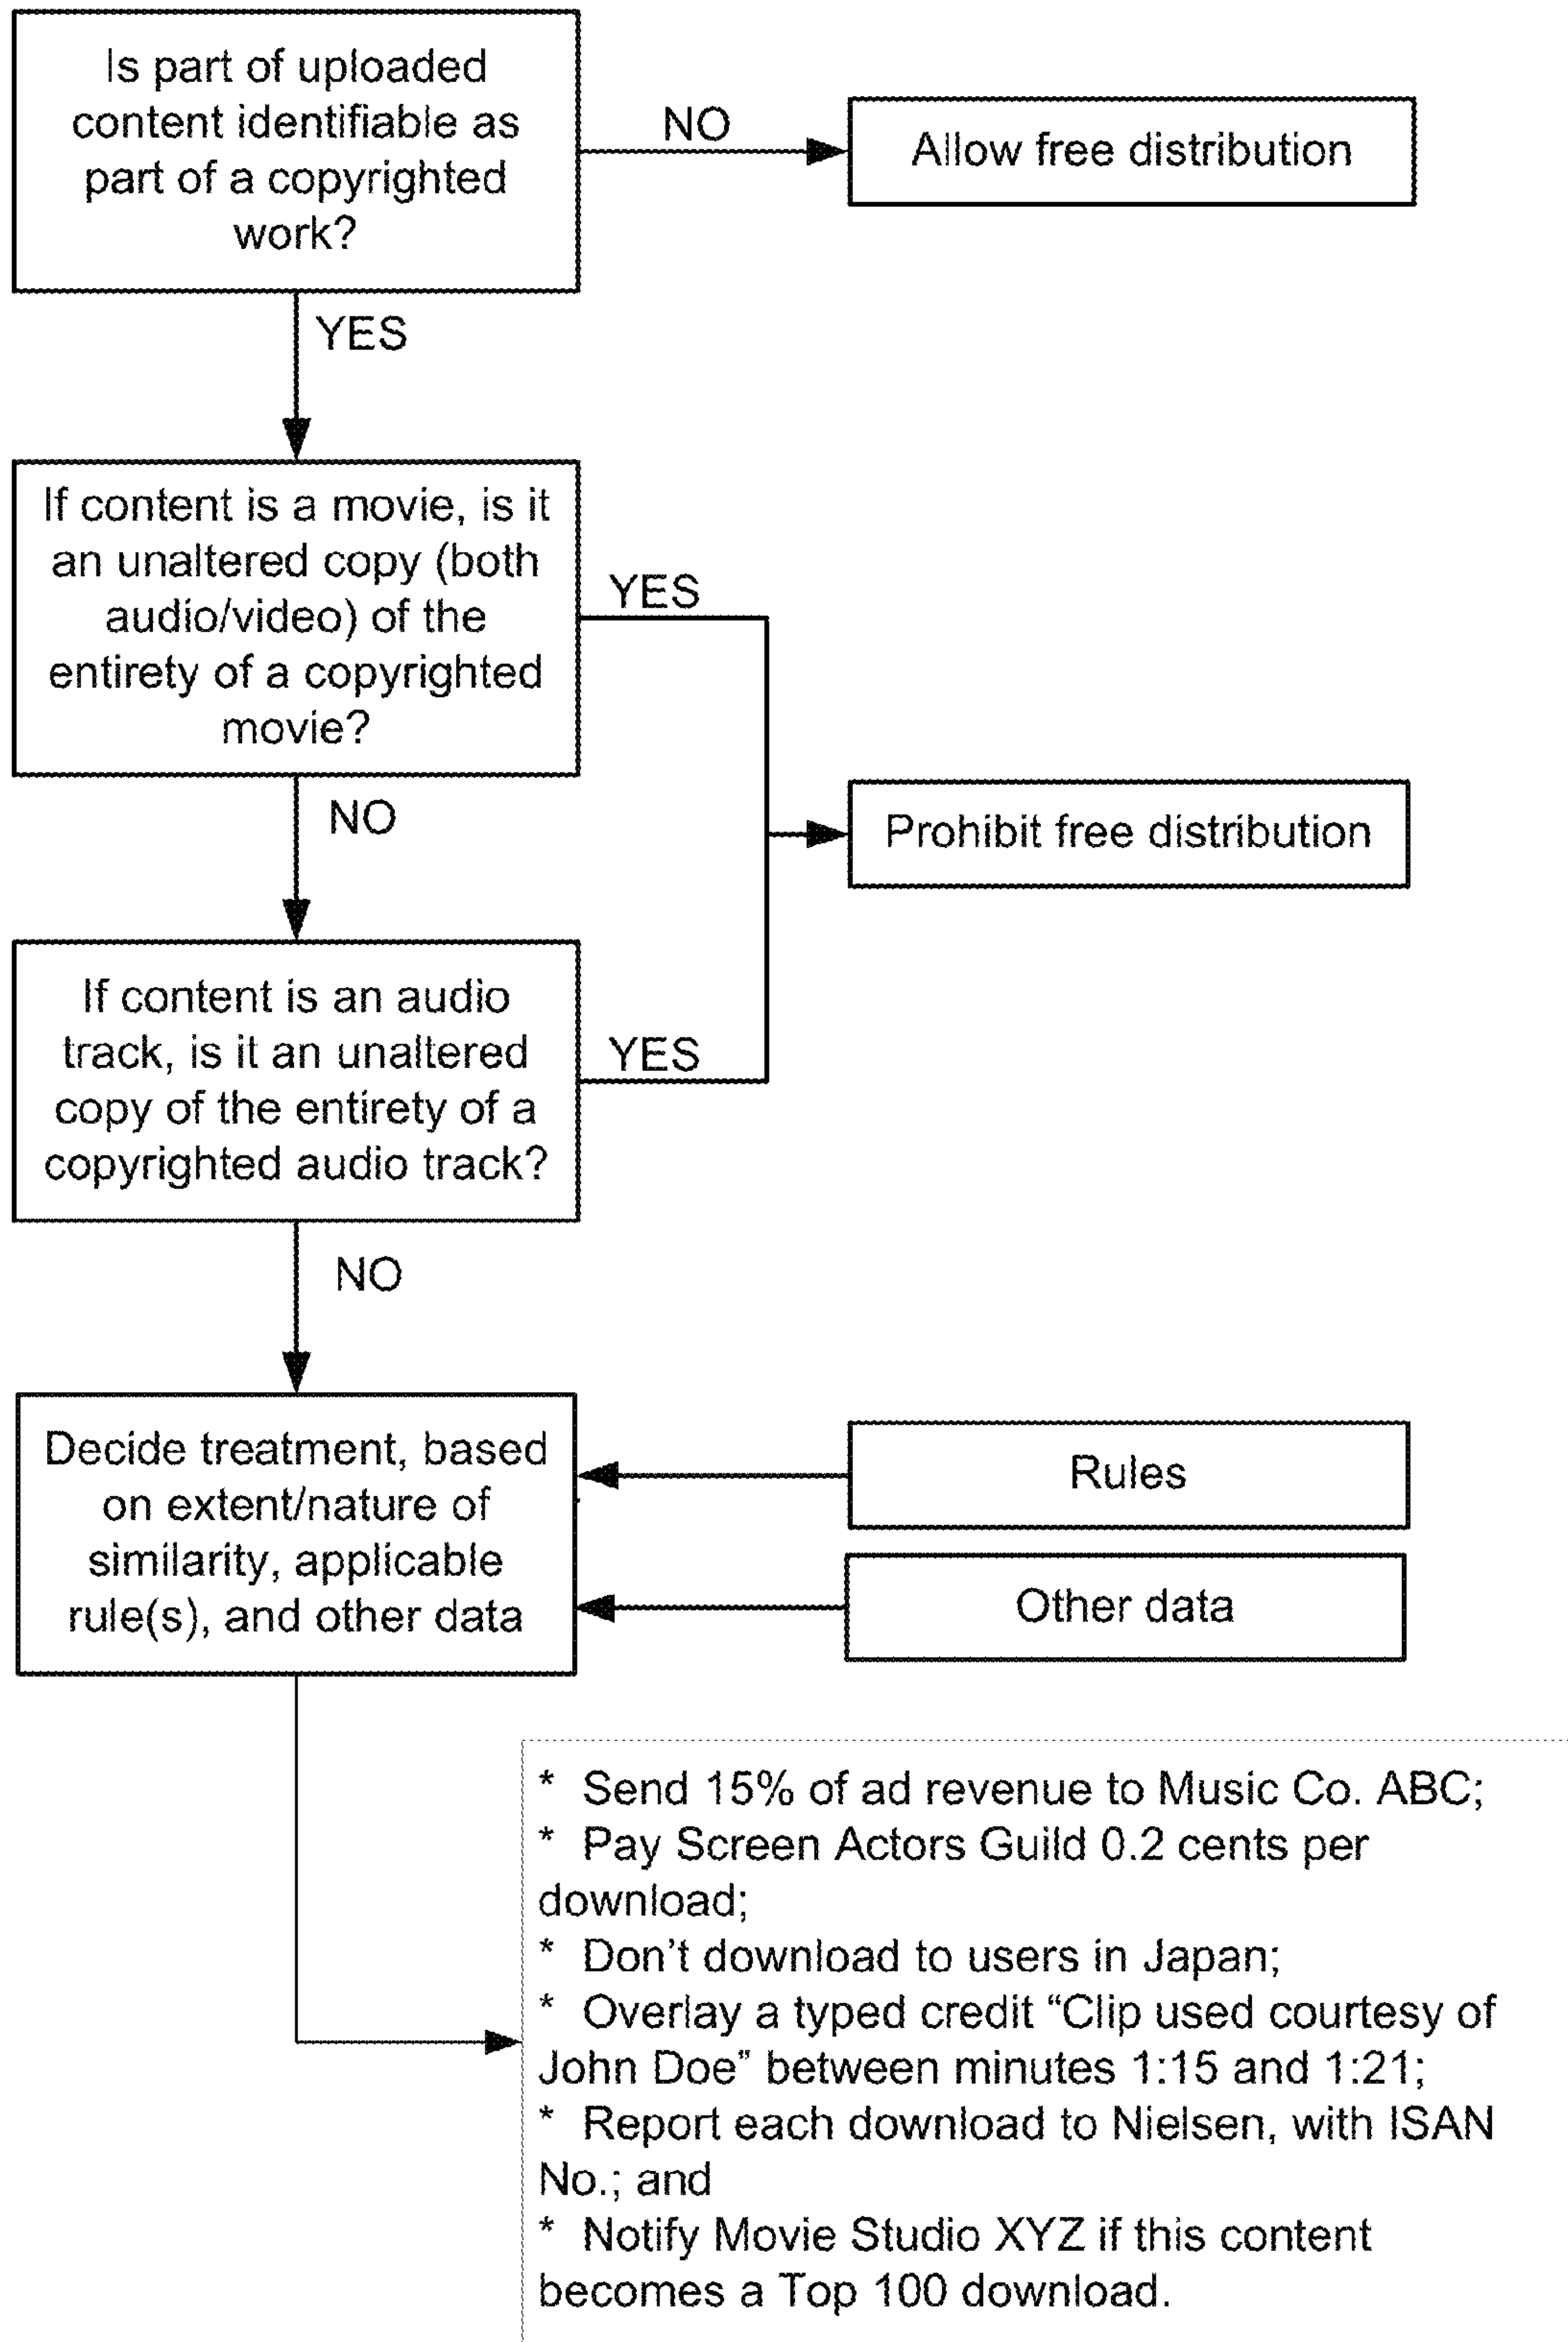 Is part of uploaded
content identifiable as
part of a copyrighted
work?
NO
Allow free distribution
YES
If content is a movie, is it
an unaltered copy (both
audio/video) of the
entirety of a copyrighted
movie?
YES
NO
Prohibit free distribution
If content is an audio
track, is it an unaltered
copy of the entirety of a
copyrighted audio track?
YES
NO
Decide treatment, based
on extent/nature of
similarity, applicable
rule(s), and other data
Rules
Other data
* Send 15% of ad revenue to Music Co. ABC;
* Pay Screen Actors Guild 0.2 cents per
download;
* Don't download to users in Japan;
* Overlay a typed credit “Clip used courtesy of
John Doe” between minutes 1:15 and 1:21;
* Report each download to Nielsen, with ISAN
No.; and
* Notify Movie Studio XYZ if this content
becomes a Top 100 download.